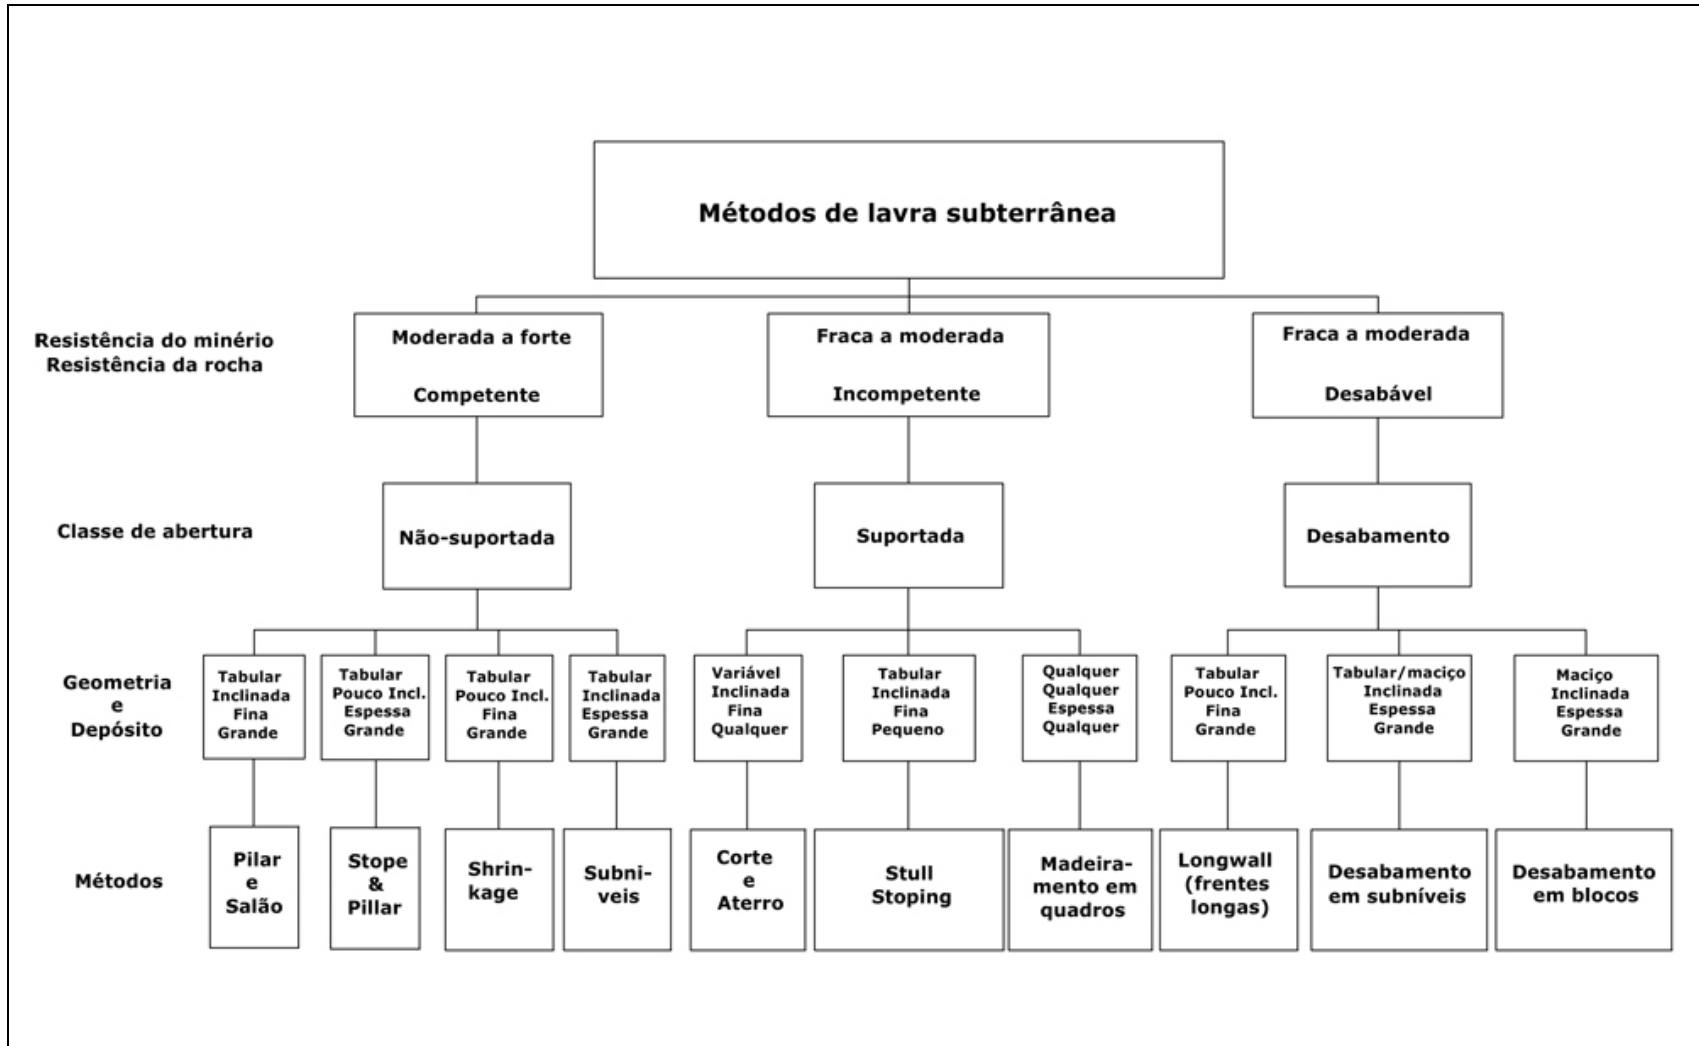 Métodos de lavra subterrânea
Resistência do minério
Resistência da rocha
Moderada a forte
Competente
Fraca a moderada
Incompetente
Fraca a moderada
Desabável
Classe de abertura
Não-suportada
Suportada
Desabamento
Geometria
e
Depósito
Tabular
Inclinada
Fina
Grande
Tabular
Pouco Incl.
Espessa
Grande
Tabular
Pouco Incl.
Fina
Grande
Tabular
Inclinada
Espessa
Grande
Variável
Inclinada
Fina
Qualquer
Tabular
Inclinada
Fina
Pequeno
Qualquer
Qualquer
Espessa
Qualquer
Tabular
Pouco Incl.
Fina
Grande
Tabular/maciço
Inclinada
Espessa
Grande
Maciço
Inclinada
Espessa
Grande
Métodos
Pilar
e
Salão
Stope
&
Pillar
Shrin-
kage
Subni-
veis
Corte
e
Aterro
Stull
Stoping
Madeira-
mento em
quadros
Longwall
(frentes
longas)
Desabamento
em subníveis
Desabamento
em blocos